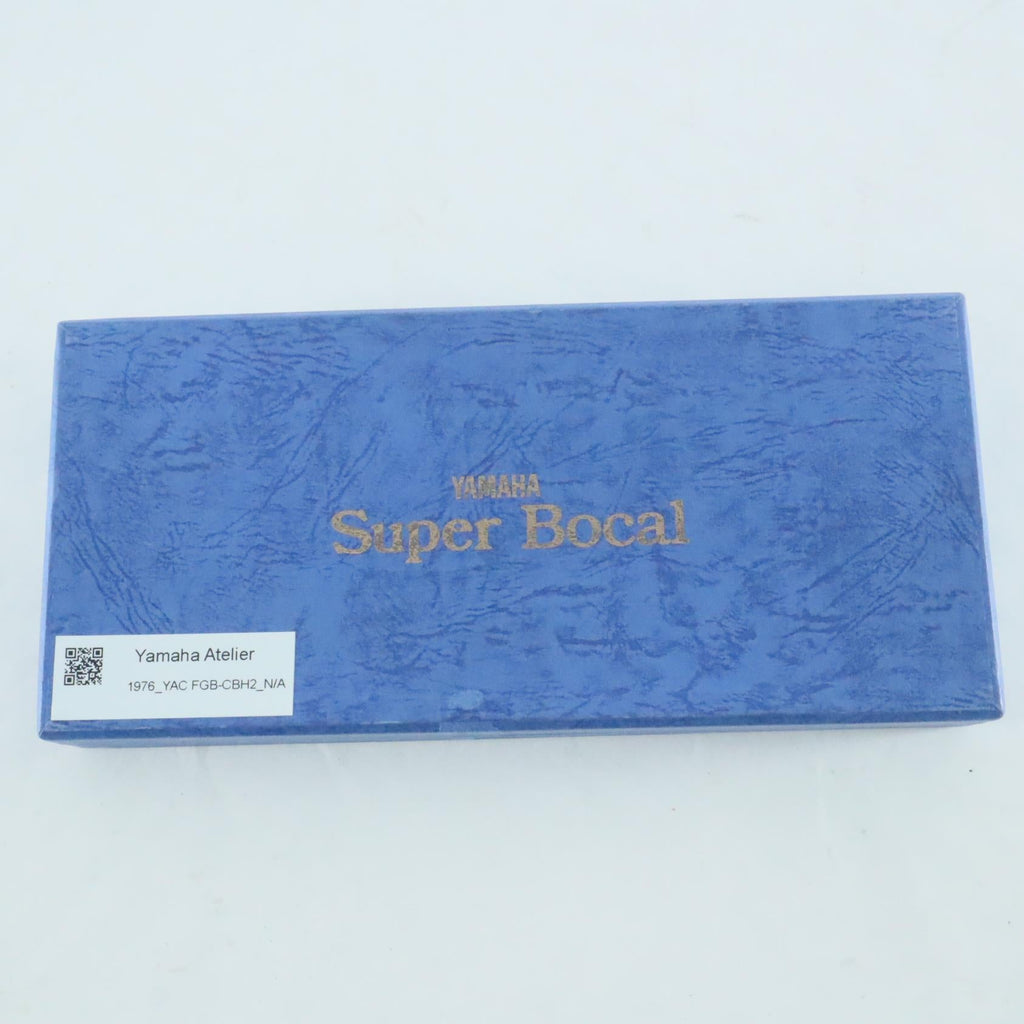 YAMAHA
Super Bocal
Yamaha Atelier
1976_YAC FGB-CBH2_N/A